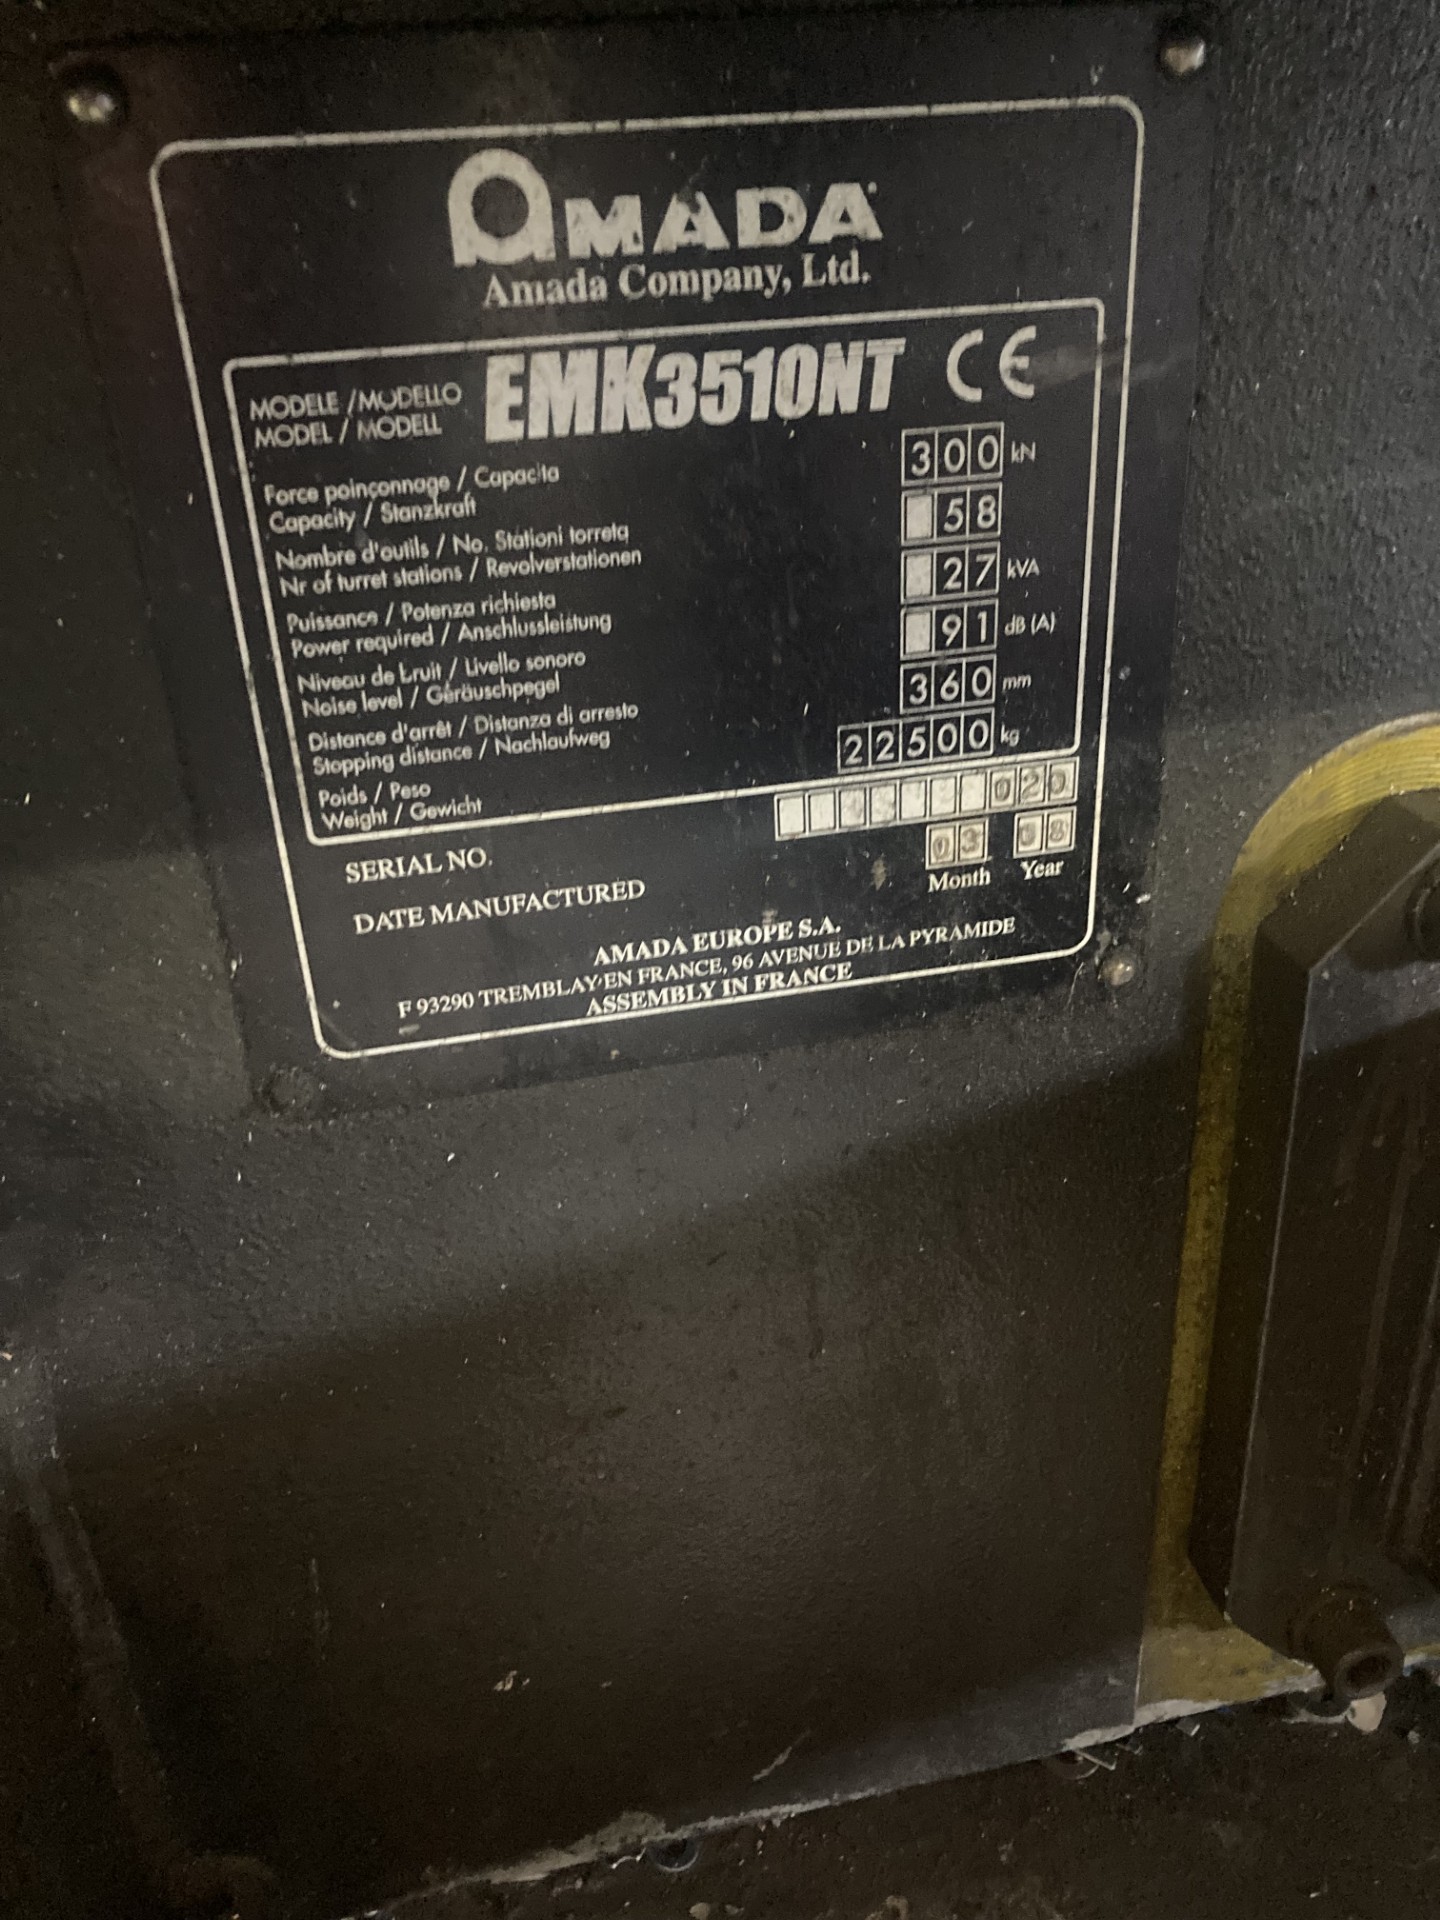 AMADA
Amada Company, Ltd.
MODELE / MODELLO
MODEL / MODELL
EMK3510NT CE
Force poinçonnage / Capacita
Capacity / Stanzkraft
300 kN
Nombre d'outils / No. Stationi torreta
Nr of turret stations / Revolverstationen
58
Puissance / Potenza richiesta
Power required / Anschlussleistung
27 kVA
Niveau de bruit / Livello sonoro
Noise level / Geräuschpegel
91 dB (A)
Distance d'arrêt / Distanza di arresto
Stopping distance / Nachlaufweg
360 mm
Poids / Peso
Weight / Gewicht
22500 kg
SERIAL NO.
DATE MANUFACTURED
03 08
Month Year
AMADA EUROPE S.A.
F 93290 TREMBLAY EN FRANCE, 96 AVENUE DE LA PYRAMIDE
ASSEMBLY IN FRANCE